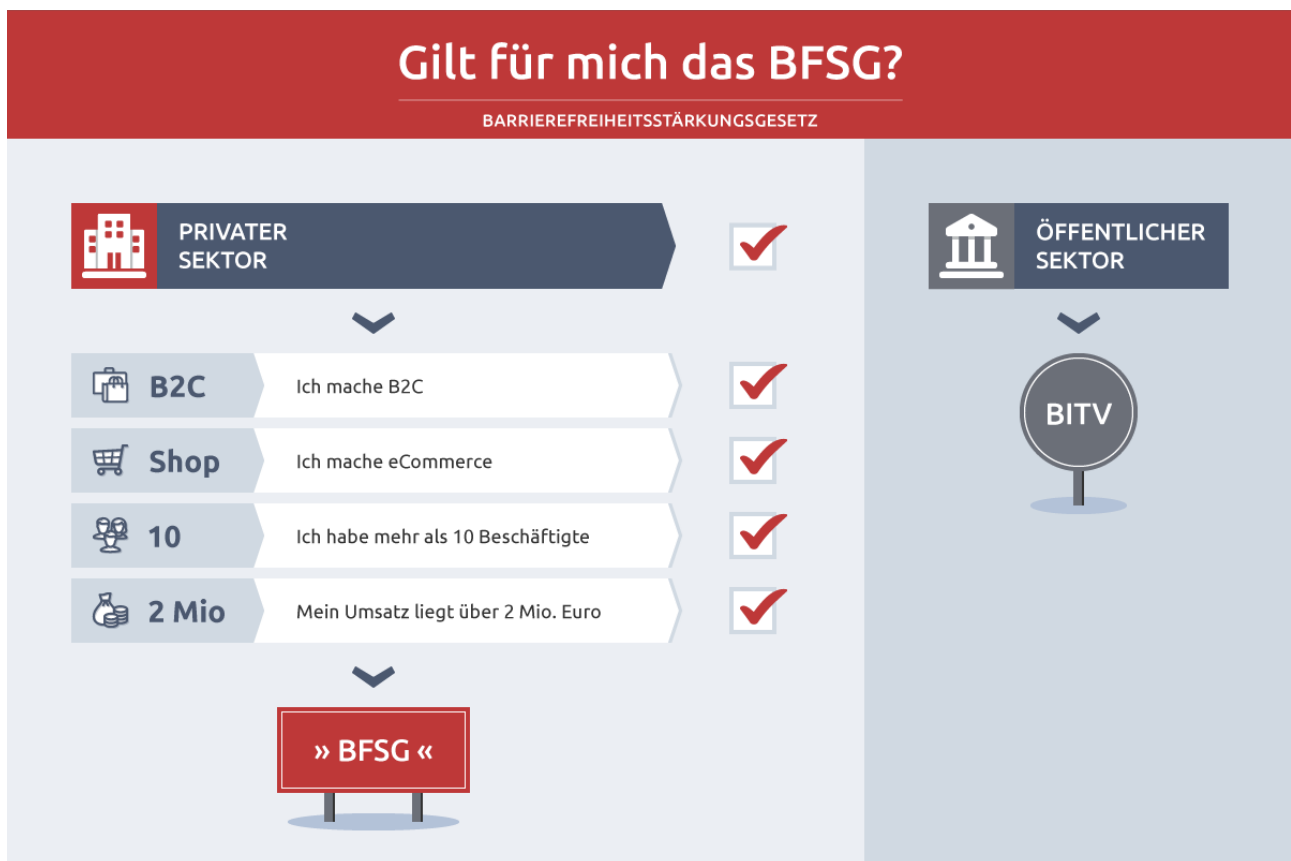 Gilt für mich das BFSG?
BARRIEREFREIHEITSSTÄRKUNGSGESETZ
PRIVATER
SEKTOR
B2C
Ich mache B2C
Shop
Ich mache eCommerce
10
Ich habe mehr als 10 Beschäftigte
2 Mio
Mein Umsatz liegt über 2 Mio. Euro
» BFSG «
ÖFFENTLICHER
SEKTOR
BITV